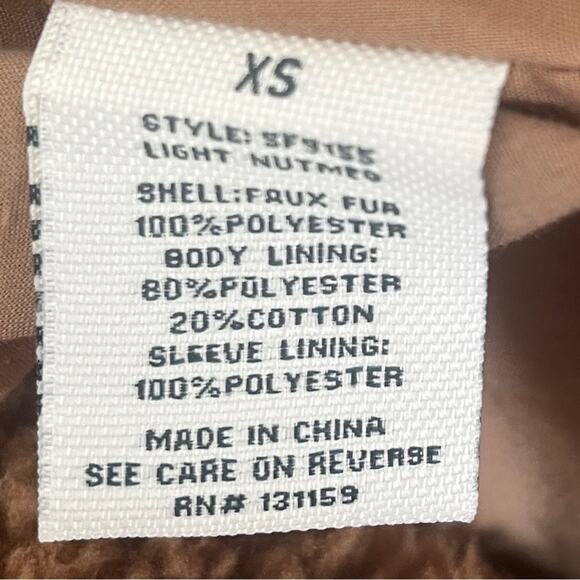 XS
STYLE: SF9155
LIGHT NUTMEG
SHELL:FAUX FUR
100%POLYESTER
BODY LINING:
80%POLYESTER
20%COTTON
SLEEVE LINING:
100%POLYESTER
MADE IN CHINA
SEE CARE ON REVERSE
RN# 131159